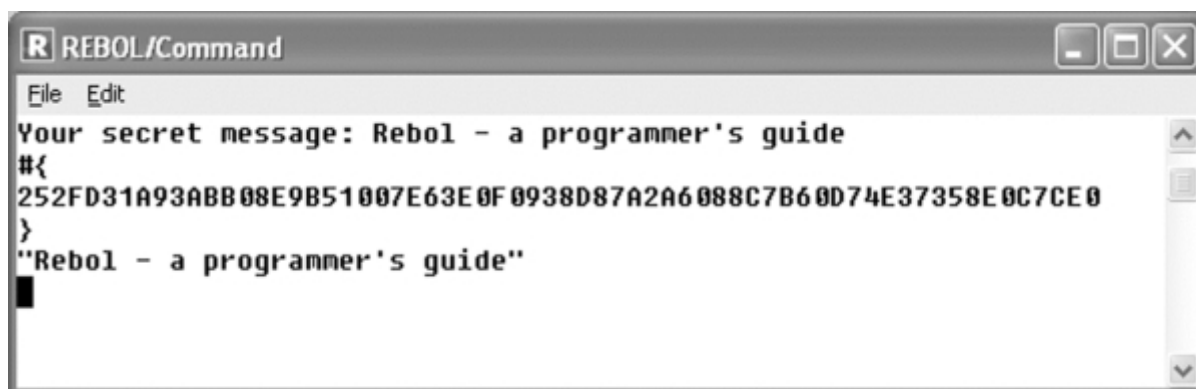 R REBOL/Command
File Edit
Your secret message: Rebol - a programmer's guide
#{
252FD31A93ABB08E9B51007E63E0F0938D87A2A6088C7B60D74E37358E0C7CE0
}
"Rebol - a programmer's guide"